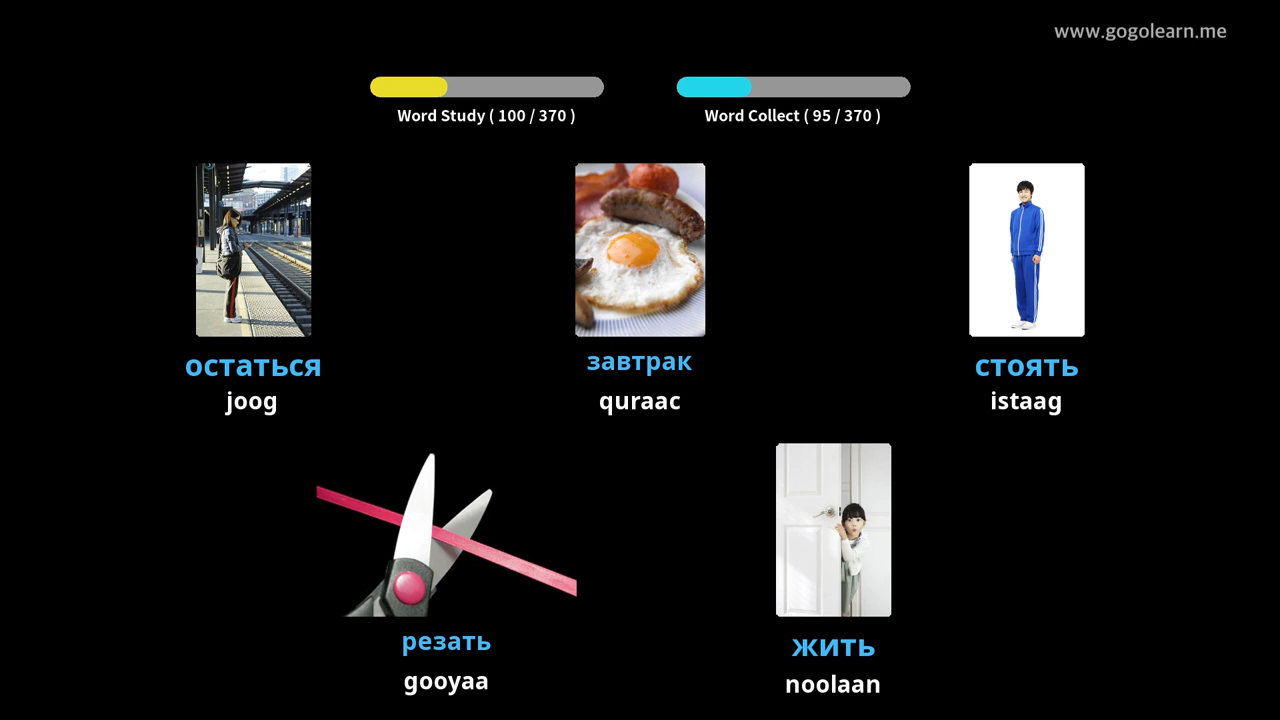 www.gogolearn.me
Word Study ( 100 / 370 )
Word Collect ( 95 / 370 )
остаться
joog
завтрак
quraac
стоять
istaag
резать
gooyaa
жить
noolaan